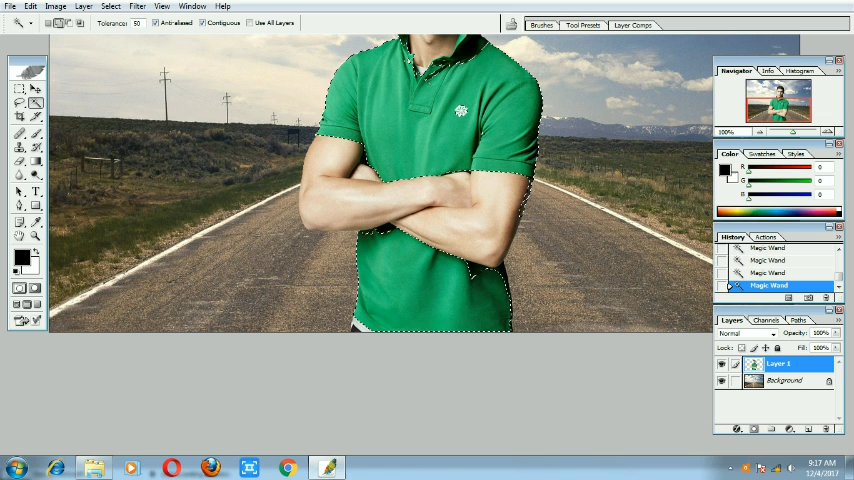 File Edit Image Layer Select Filter View Window Help
Tolerance: 50 Anti-aliased Contiguous Use All Layers
Brushes Tool Presets Layer Comps
Navigator Info Histogram
100%
Color Swatches Styles
R 0
G 0
B 0
History Actions
Magic Wand
Magic Wand
Magic Wand
Magic Wand
Layers Channels Paths
Normal Opacity: 100%
Lock: Fill: 100%
Layer 1
Background
T
9:17 AM
12/4/2017